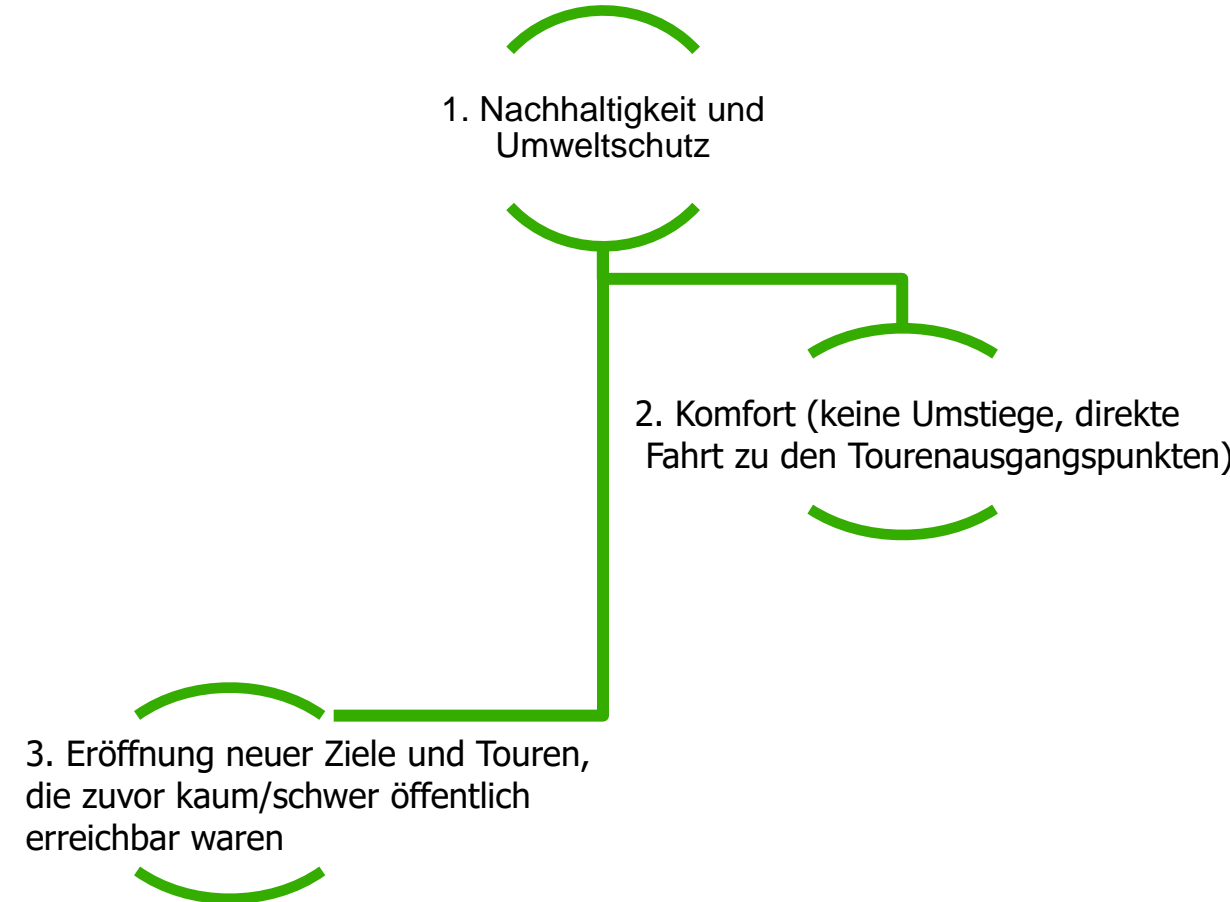 1. Nachhaltigkeit und
Umweltschutz
2. Komfort (keine Umstiege, direkte
Fahrt zu den Tourenausgangspunkten)
3. Eröffnung neuer Ziele und Touren,
die zuvor kaum/schwer öffentlich
erreichbar waren